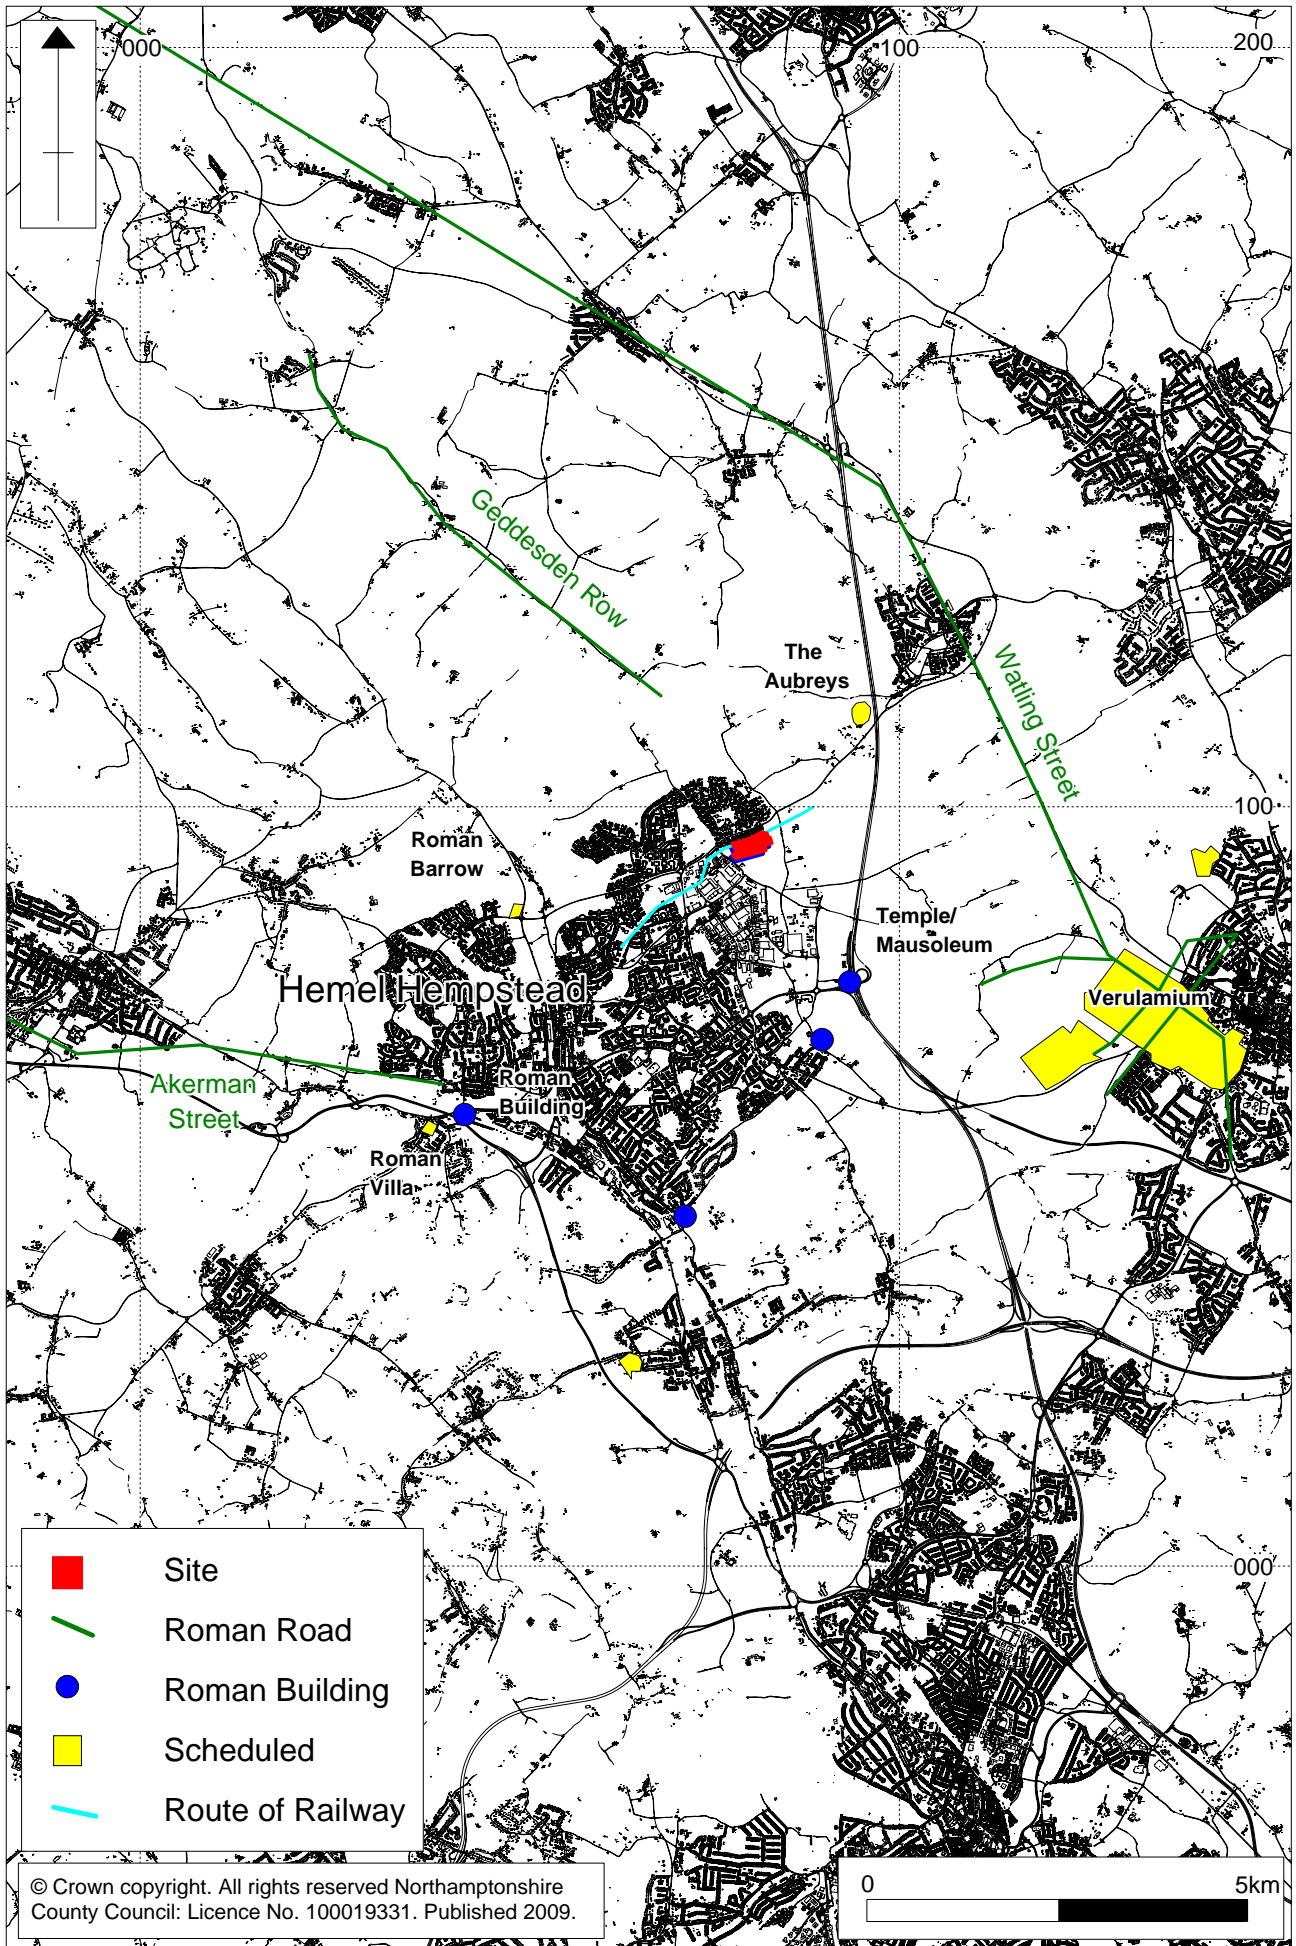 000
100
200
Geddesden Row
The
Aubreys
Watling Street
100
Roman
Barrow
Temple/
Mausoleum
Hemel Hempstead
Verulamium
Akerman
Street
Roman
Building
Roman
Villa
000
Site
Roman Road
Roman Building
Scheduled
Route of Railway
© Crown copyright. All rights reserved Northamptonshire
County Council: Licence No. 100019331. Published 2009.
0
5km